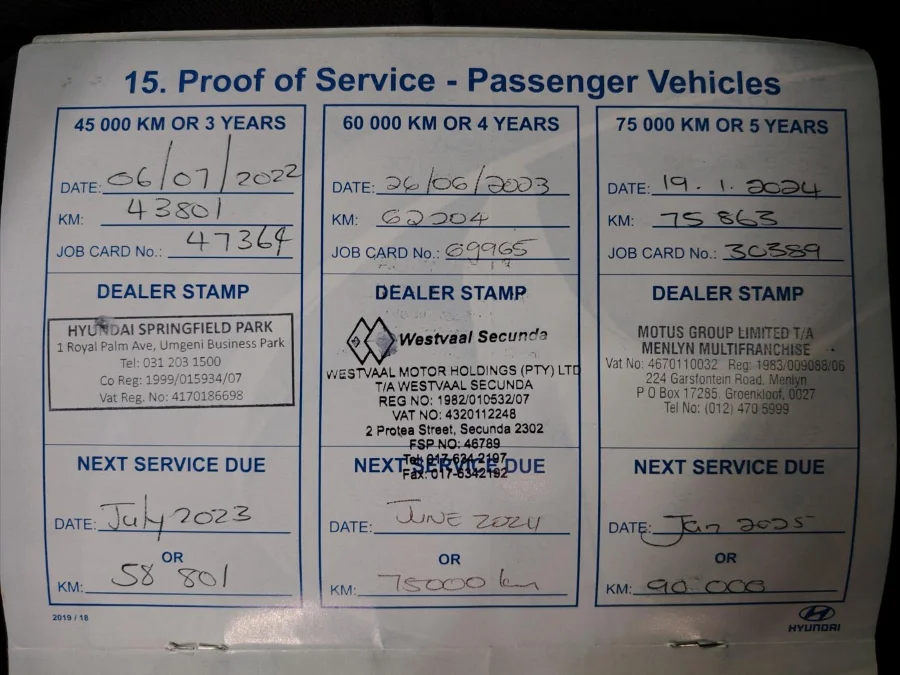 15. Proof of Service - Passenger Vehicles
45 000 KM OR 3 YEARS
DATE: 06/07/2022
KM: 43801
JOB CARD No.: 47364
DEALER STAMP
HYUNDAI SPRINGFIELD PARK
1 Royal Palm Ave, Umgeni Business Park
Tel: 031 203 1500
Co Reg: 1999/015934/07
Vat Reg. No: 4170186698
NEXT SERVICE DUE
DATE: July 2023
OR
KM: 58 801
60 000 KM OR 4 YEARS
DATE: 26/06/2023
KM: 62204
JOB CARD No.: 69965
DEALER STAMP
Westvaal Secunda
WESTVAAL MOTOR HOLDINGS (PTY) LTD
T/A WESTVAAL SECUNDA
REG NO: 1982/010532/07
VAT NO: 4320112248
2 Protea Street, Secunda 2302
FSP NO: 46789
Tel: 017-634-2197
NEXT SERVICE DUE
Fax: 017-6342192
DATE: JUNE 2024
OR
KM: 75000 km
75 000 KM OR 5 YEARS
DATE: 19. 1. 2024
KM: 75 863
JOB CARD No.: 30389
DEALER STAMP
MOTUS GROUP LIMITED T/A
MENLYN MULTIFRANCHISE
Vat No: 4670110032 Reg: 1983/009088/06
224 Garsfontein Road, Menlyn
P O Box 17285, Groenkloof, 0027
Tel No: (012) 470 5999
NEXT SERVICE DUE
DATE: Jan 2025
OR
KM: 90.000
2019 / 18
HYUNDAI